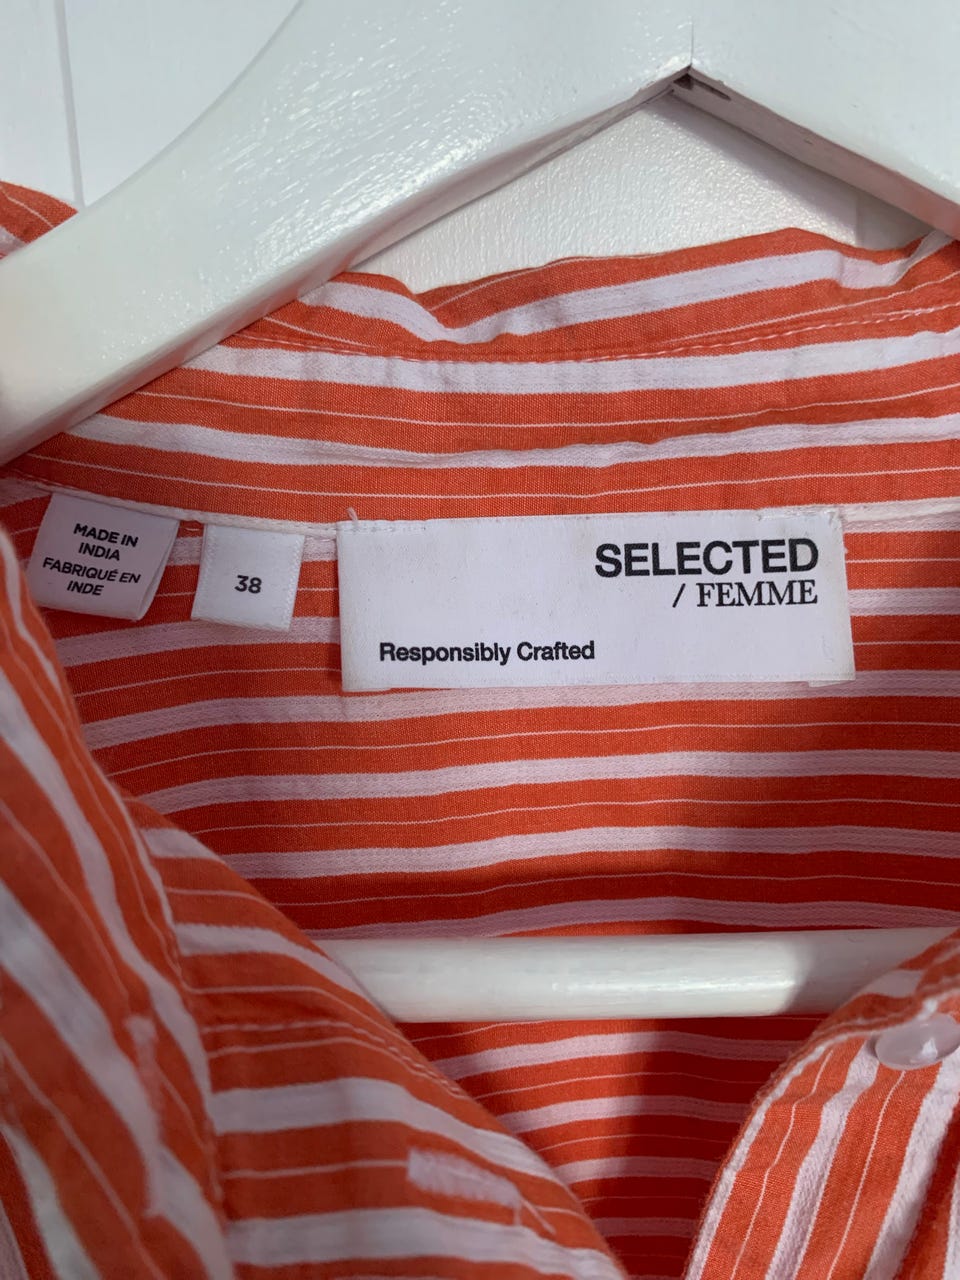 MADE IN
INDIA
FABRIQUÉ EN
INDE
38
SELECTED
/ FEMME
Responsibly Crafted